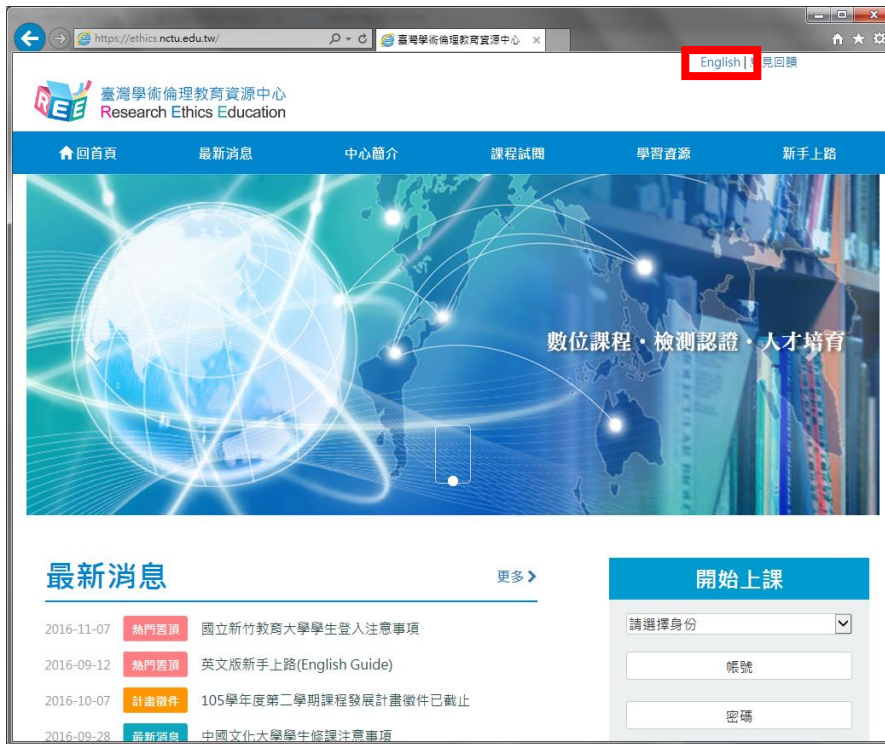 https://ethics.nctu.edu.tw/
臺灣學術倫理教育資源中心
English | 見回饋
REE
臺灣學術倫理教育資源中心
Research Ethics Education
回首頁
最新消息
中心簡介
課程試閱
學習資源
新手上路
數位課程・檢測認證・人才培育
最新消息
更多
2016-11-07 熱門置頂 國立新竹教育大學學生登入注意事項
2016-09-12 熱門置頂 英文版新手上路(English Guide)
2016-10-07 計畫徵件 105學年度第二學期課程發展計畫徵件已截止
2016-09-28 最新消息 中國文化大學學生修課注意事項
開始上課
請選擇身份
帳號
密碼